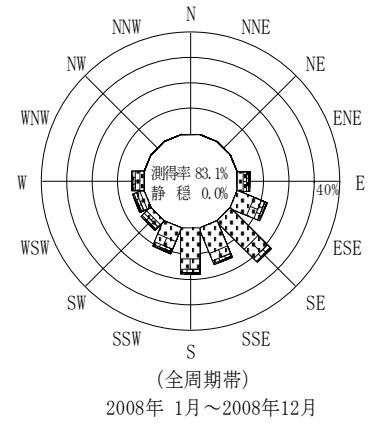 N
NNW NNE
NW NE
WNW ENE
測得率 83.1%
静 穏 0.0%
W 40% E
WSW ESE
SW SE
SSW SSE
S
(全周期帯)
2008年 1月～2008年12月